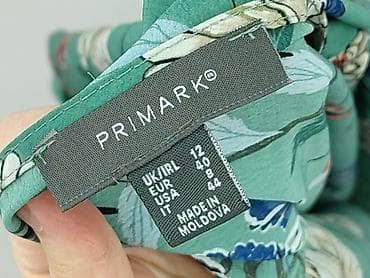 PRIMARK®
UK/IRL 12
EUR 40
USA 8
IT 44
MADE IN
MOLDOVA